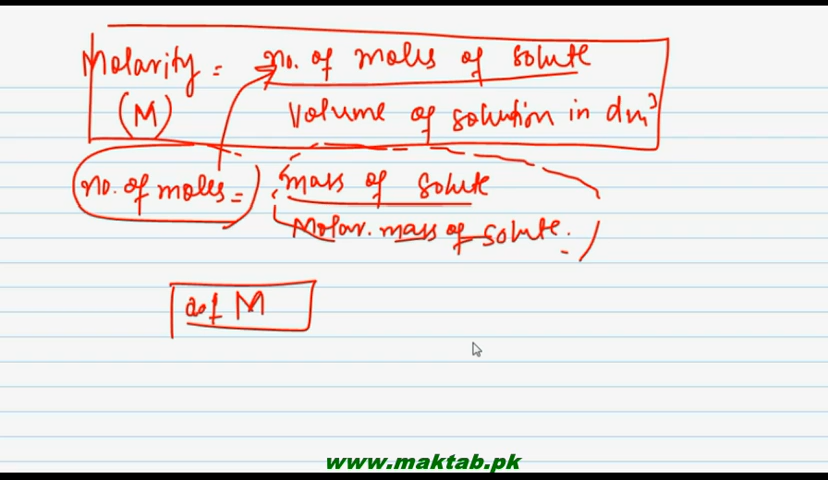 Molarity = no. of moles of solute
(M) Volume of solution in dm³
no. of moles = mass of solute
Molar. mass of solute.
M
www.maktab.pk